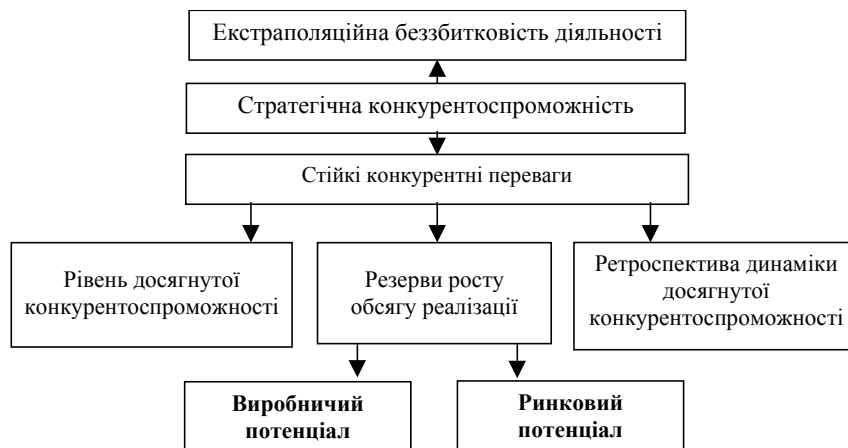 Екстраполяційна беззбитковість діяльності
Стратегічна конкурентоспроможність
Стійкі конкурентні переваги
Рівень досягнутої
конкурентоспроможності
Резерви росту
обсягу реалізації
Ретроспектива динаміки
досягнутої
конкурентоспроможності
Виробничий
потенціал
Ринковий
потенціал